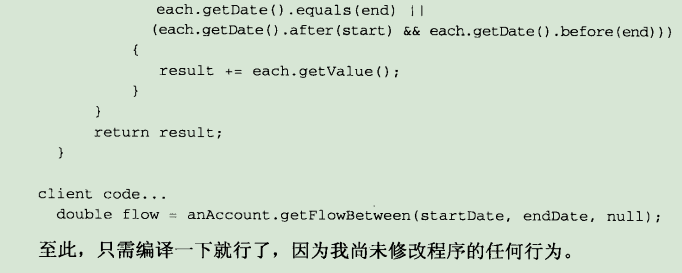 each.getDate().equals(end) ||
(each.getDate().after(start) && each.getDate().before(end)))
{
result += each.getValue();
}
}
return result;
}
client code...
double flow = anAccount.getFlowBetween(startDate, endDate, null);
至此，只需编译一下就行了，因为我尚未修改程序的任何行为。